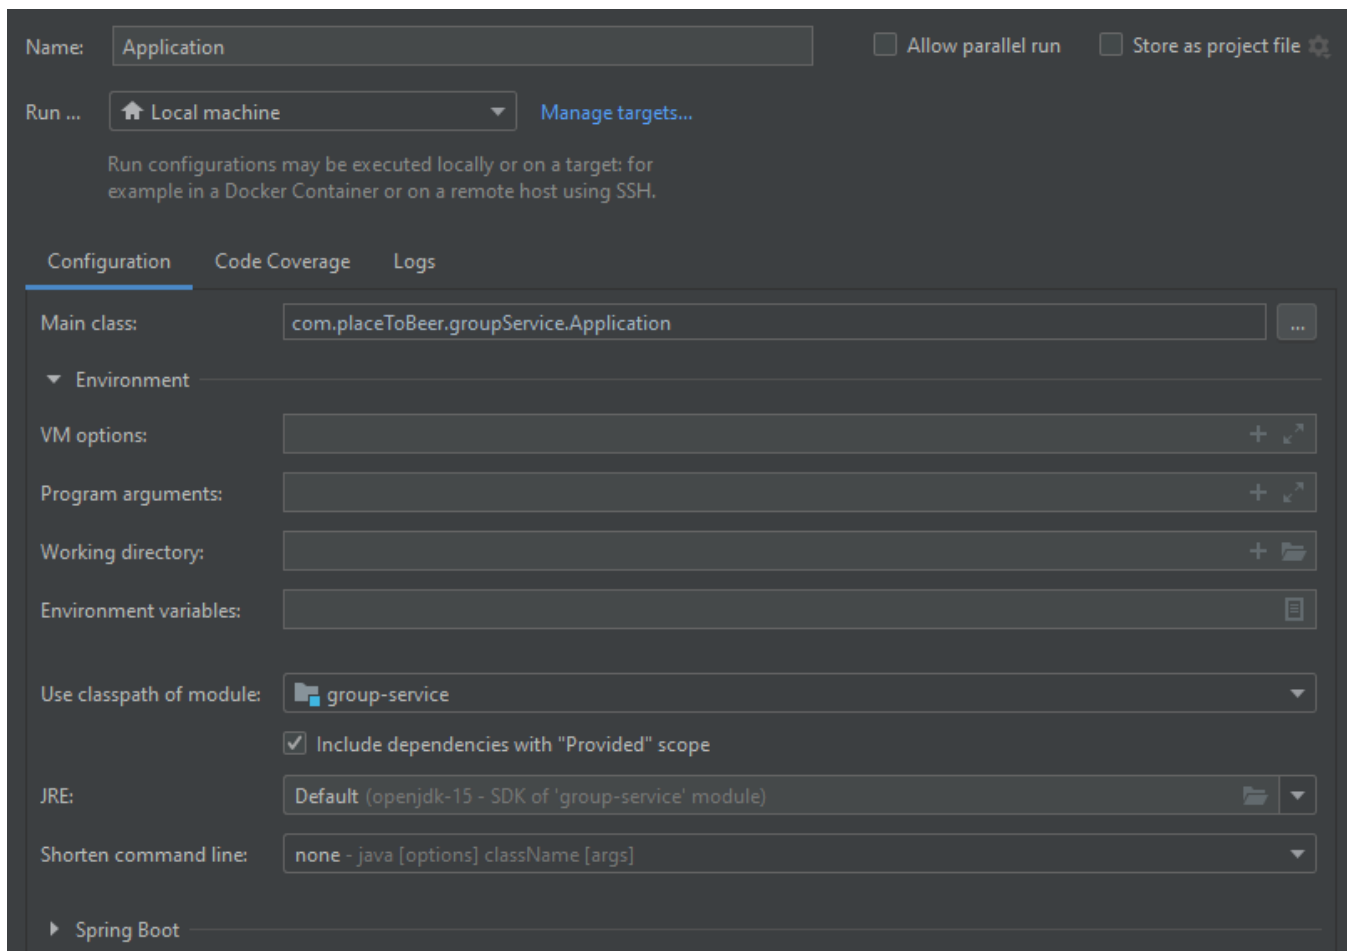 Name: Application Allow parallel run Store as project file
Run ... Local machine Manage targets...
Run configurations may be executed locally or on a target: for
example in a Docker Container or on a remote host using SSH.
Configuration Code Coverage Logs
Main class: com.placeToBeer.groupService.Application ...
Environment
VM options:
Program arguments:
Working directory:
Environment variables:
Use classpath of module: group-service
Include dependencies with "Provided" scope
JRE: Default (openjdk-15 - SDK of 'group-service' module)
Shorten command line: none - java [options] className [args]
Spring Boot